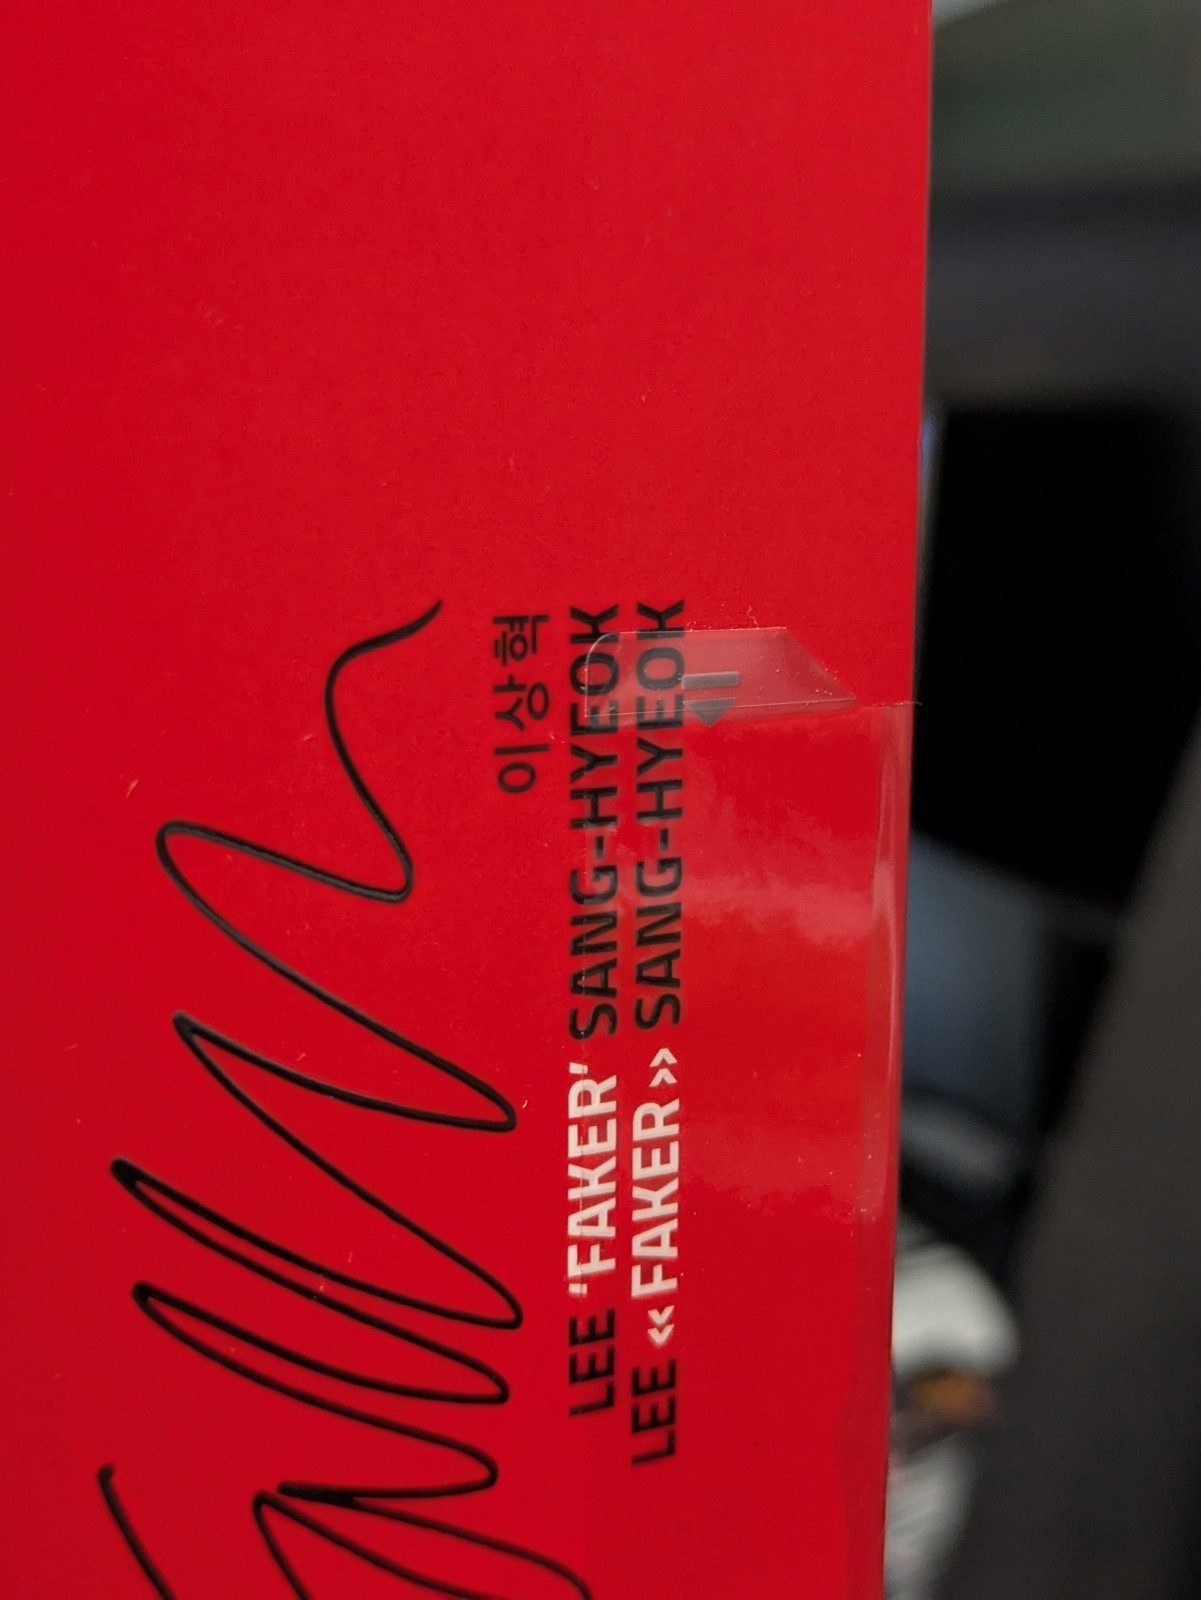 이상혁
LEE 'FAKER' SANG-HYEOK
LEE « FAKER » SANG-HYEOK